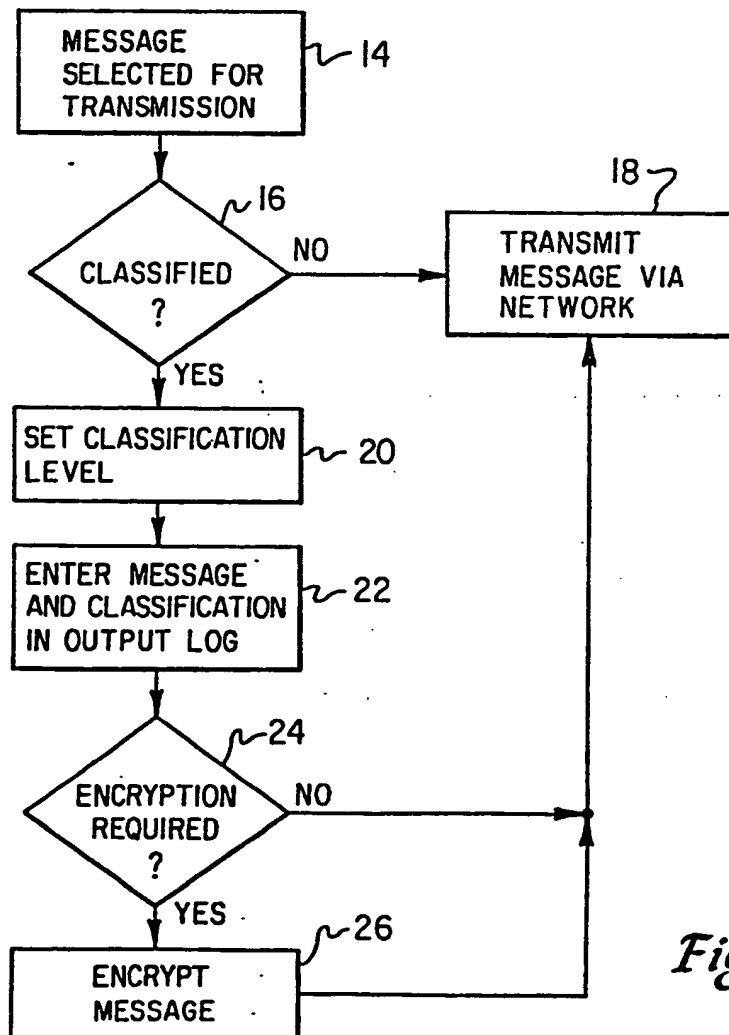 MESSAGE
SELECTED FOR
TRANSMISSION
14
16
CLASSIFIED
?
NO
18
TRANSMIT
MESSAGE VIA
NETWORK
YES
SET CLASSIFICATION
LEVEL
20
ENTER MESSAGE
AND CLASSIFICATION
IN OUTPUT LOG
22
24
ENCRYPTION
REQUIRED
?
NO
YES
26
ENCRYPT
MESSAGE
Fig